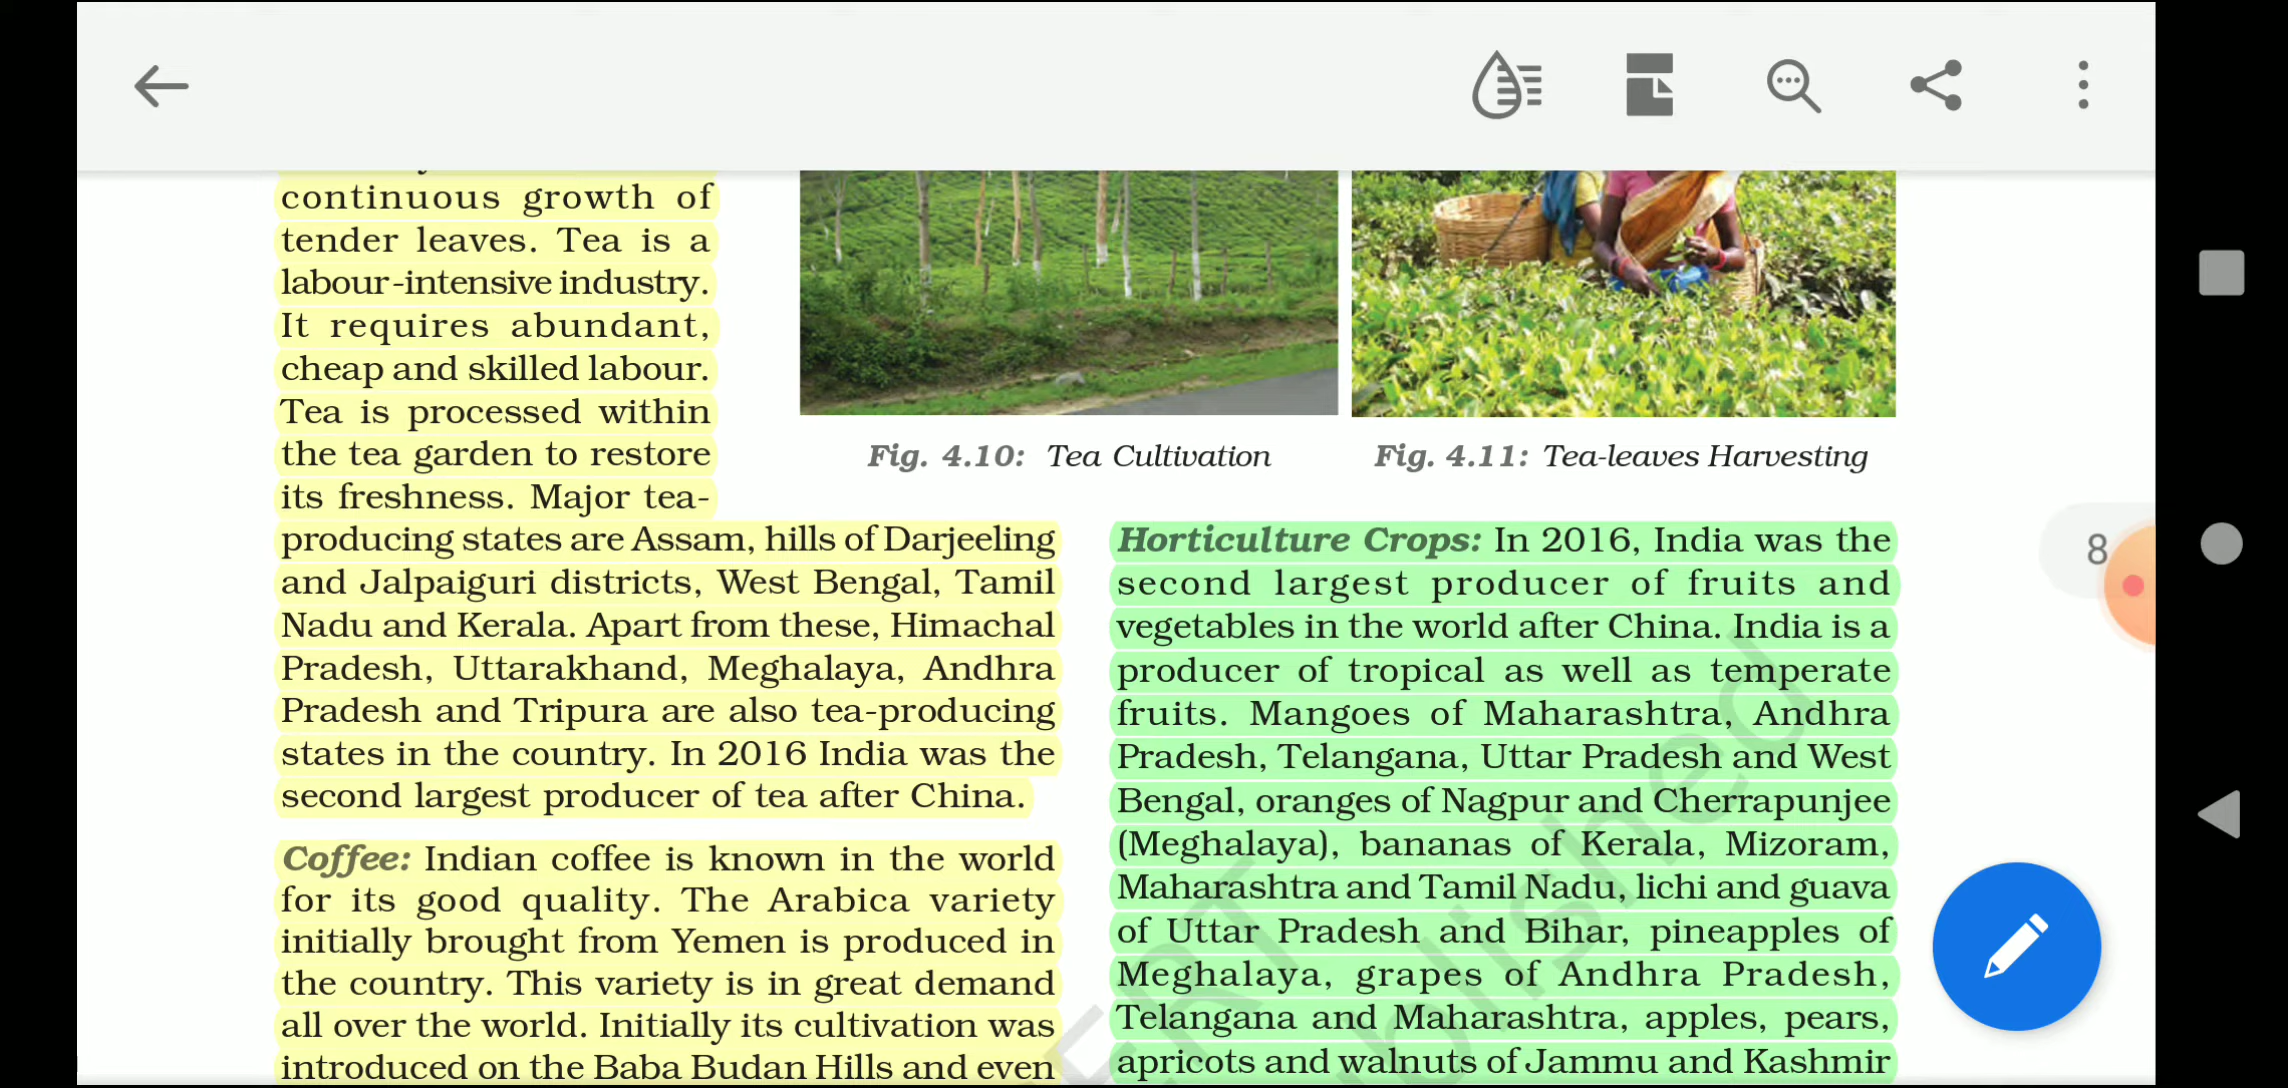 continuous growth of
tender leaves. Tea is a
labour-intensive industry.
It requires abundant,
cheap and skilled labour.
Tea is processed within
the tea garden to restore
its freshness. Major tea-
producing states are Assam, hills of Darjeeling
and Jalpaiguri districts, West Bengal, Tamil
Nadu and Kerala. Apart from these, Himachal
Pradesh, Uttarakhand, Meghalaya, Andhra
Pradesh and Tripura are also tea-producing
states in the country. In 2016 India was the
second largest producer of tea after China.
Coffee: Indian coffee is known in the world
for its good quality. The Arabica variety
initially brought from Yemen is produced in
the country. This variety is in great demand
all over the world. Initially its cultivation was
introduced on the Baba Budan Hills and even
Fig. 4.10: Tea Cultivation
Fig. 4.11: Tea-leaves Harvesting
Horticulture Crops: In 2016, India was the
second largest producer of fruits and
vegetables in the world after China. India is a
producer of tropical as well as temperate
fruits. Mangoes of Maharashtra, Andhra
Pradesh, Telangana, Uttar Pradesh and West
Bengal, oranges of Nagpur and Cherrapunjee
(Meghalaya), bananas of Kerala, Mizoram,
Maharashtra and Tamil Nadu, lichi and guava
of Uttar Pradesh and Bihar, pineapples of
Meghalaya, grapes of Andhra Pradesh,
Telangana and Maharashtra, apples, pears,
apricots and walnuts of Jammu and Kashmir
8